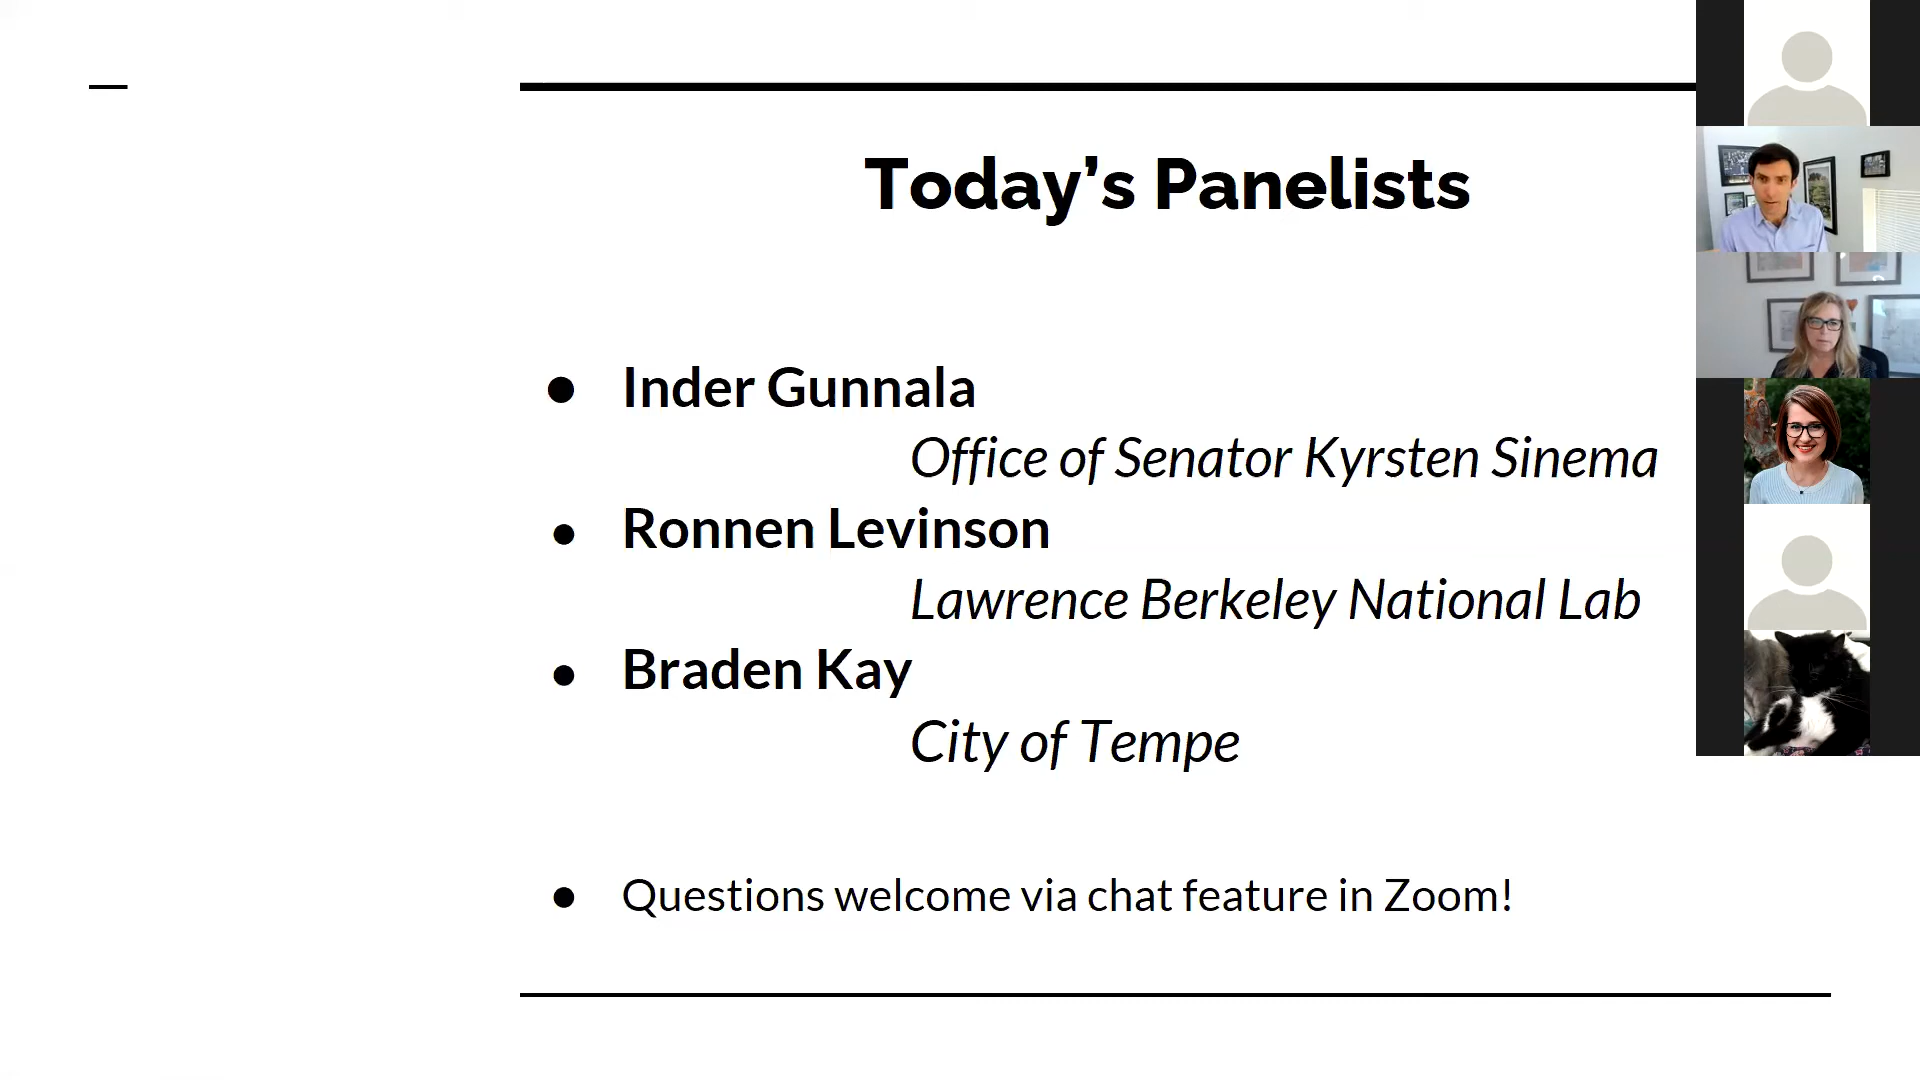 Today’s Panelists
● Inder Gunnala
Office of Senator Kyrsten Sinema
● Ronnen Levinson
Lawrence Berkeley National Lab
● Braden Kay
City of Tempe
● Questions welcome via chat feature in Zoom!